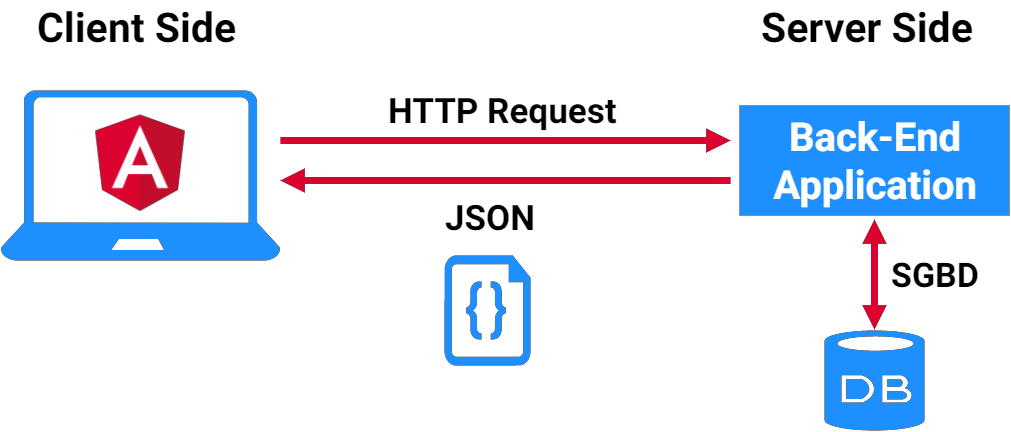 Client Side
Server Side
A
HTTP Request
Back-End
Application
JSON
{}
SGBD
DB